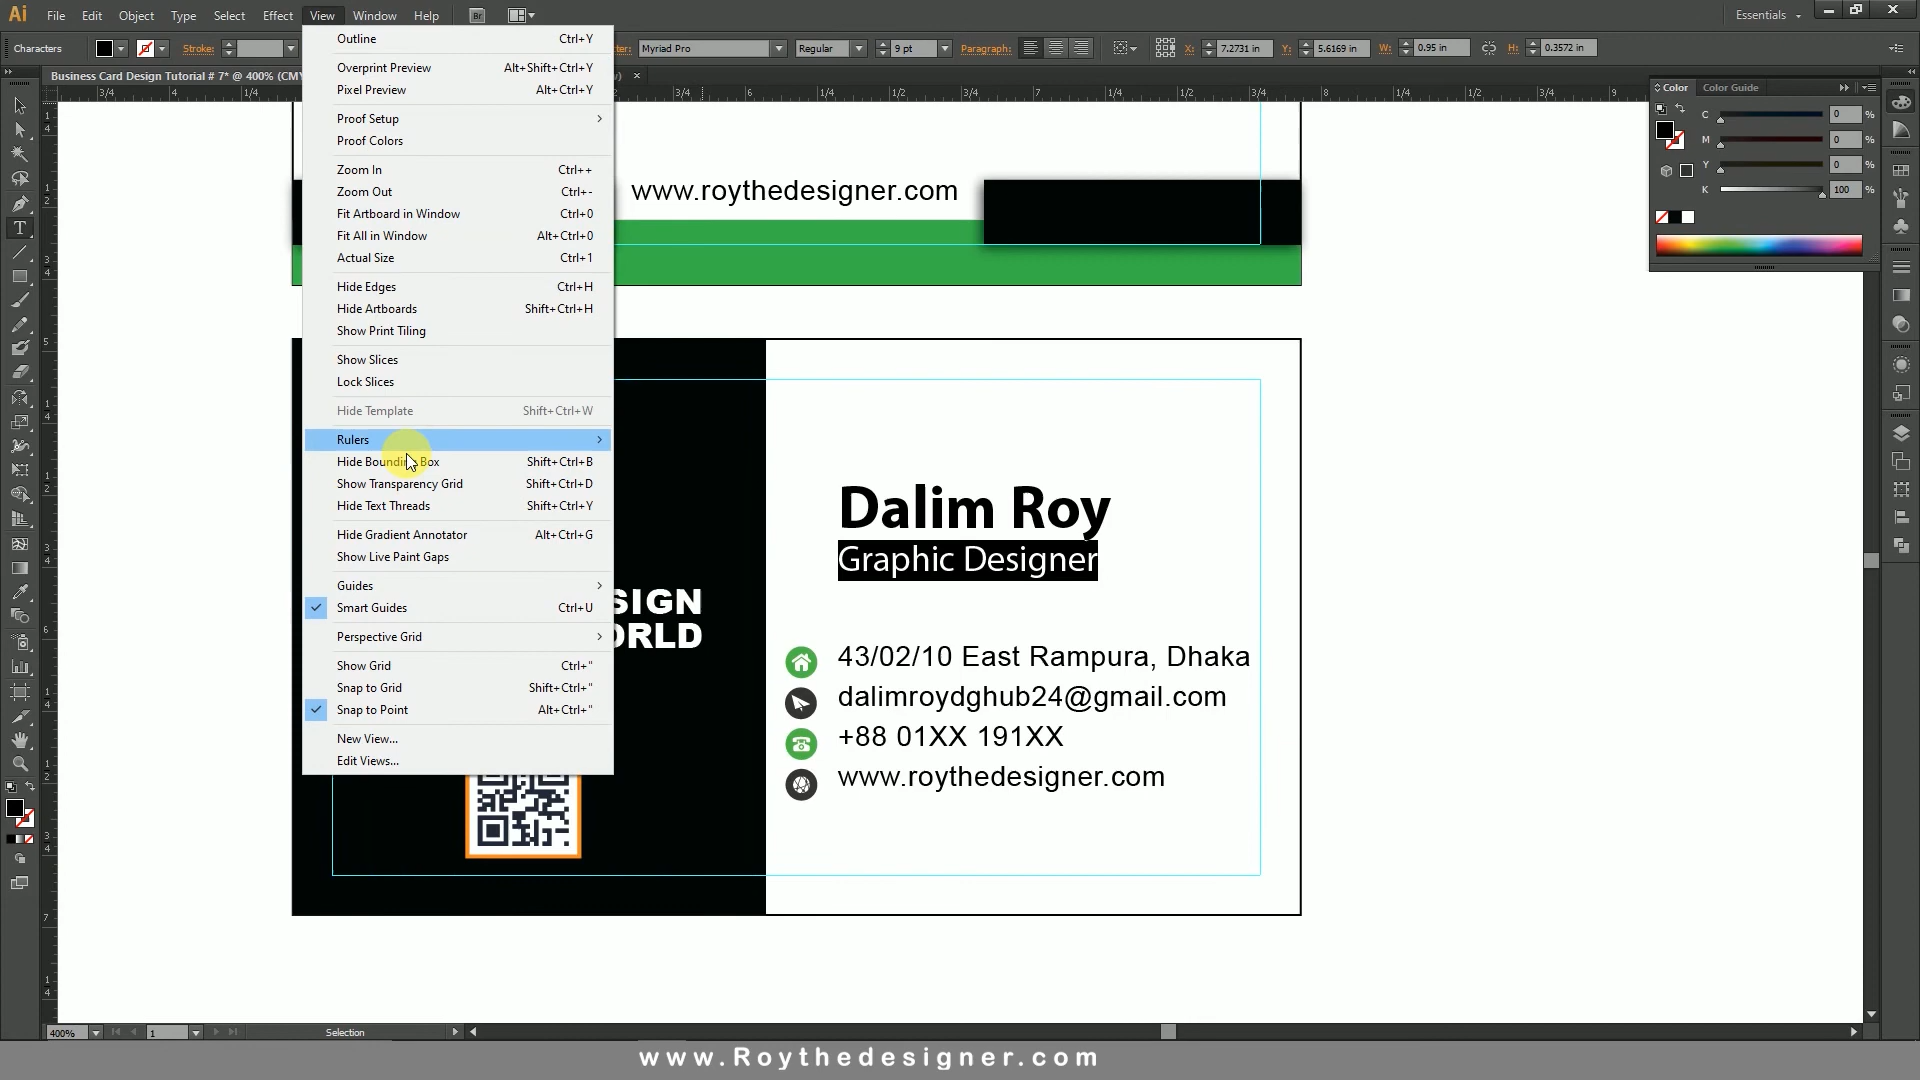 Ai File Edit Object Type Select Effect View Window Help Br Essentials
Characters Stroke: Myriad Pro Regular 9 pt Paragraph: X: 7.2731 in Y: 5.6169 in W: 0.95 in H: 0.3572 in
Business Card Design Tutorial # 7* @ 400% (CMY
Outline Ctrl+Y
Overprint Preview Alt+Shift+Ctrl+Y
Pixel Preview Alt+Ctrl+Y
Proof Setup
Proof Colors
Zoom In Ctrl++
Zoom Out Ctrl+-
Fit Artboard in Window Ctrl+0
Fit All in Window Alt+Ctrl+0
Actual Size Ctrl+1
Hide Edges Ctrl+H
Hide Artboards Shift+Ctrl+H
Show Print Tiling
Show Slices
Lock Slices
Hide Template Shift+Ctrl+W
Rulers
Hide Bounding Box Shift+Ctrl+B
Show Transparency Grid Shift+Ctrl+D
Hide Text Threads Shift+Ctrl+Y
Hide Gradient Annotator Alt+Ctrl+G
Show Live Paint Gaps
Guides
Smart Guides Ctrl+U
Perspective Grid
Show Grid Ctrl+"
Snap to Grid Shift+Ctrl+"
Snap to Point Alt+Ctrl+"
New View...
Edit Views...
Color Color Guide
C 0 %
M 0 %
Y 0 %
K 100 %
www.roythedesigner.com
SIGN
ORLD
Dalim Roy
Graphic Designer
43/02/10 East Rampura, Dhaka
dalimroydghub24@gmail.com
+88 01XX 191XX
www.roythedesigner.com
400% 1 Selection
www.Roythedesigner.com